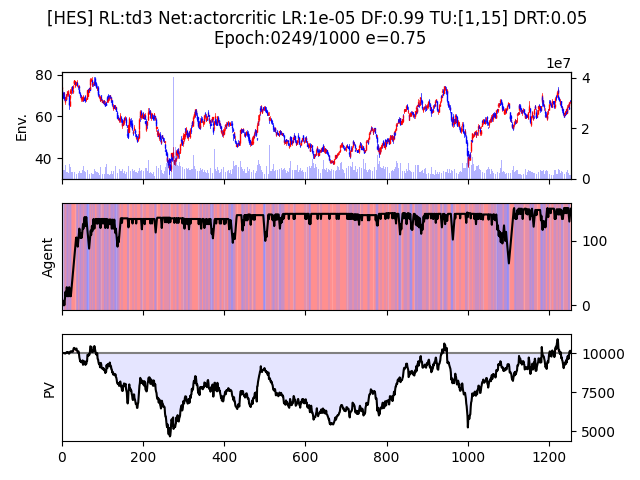 [HES] RL:td3 Net:actorcritic LR:1e-05 DF:0.99 TU:[1,15] DRT:0.05
Epoch:0249/1000 e=0.75
1e7
80
60
40
Env.
4
2
0
Agent
100
0
PV
10000
7500
5000
0 200 400 600 800 1000 1200